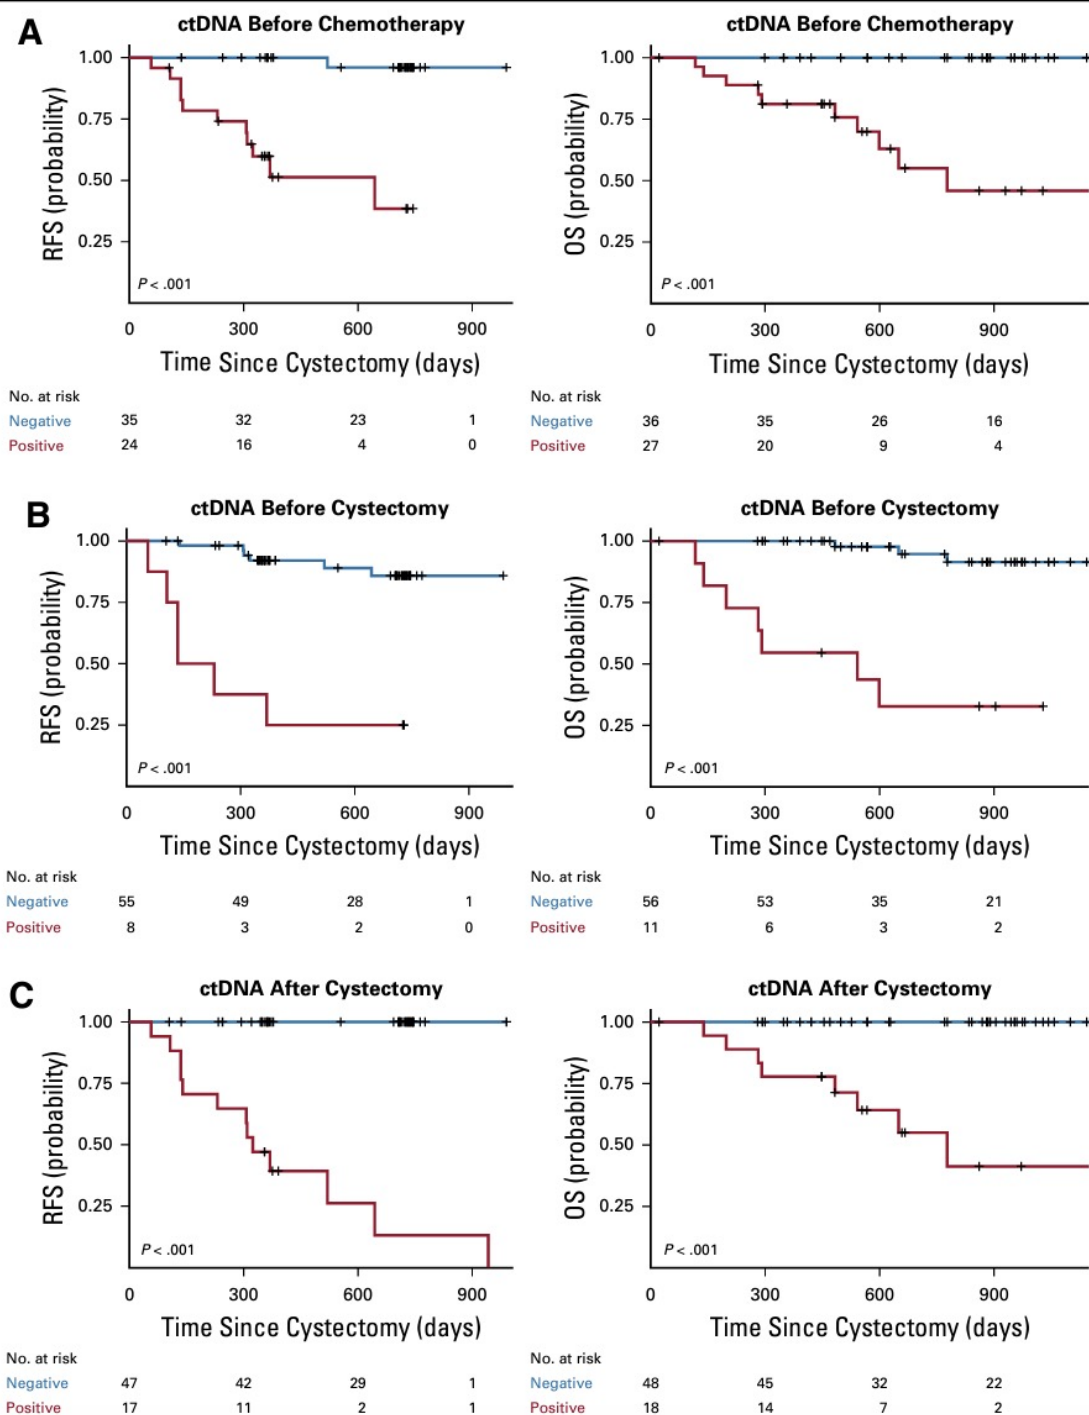 A
ctDNA Before Chemotherapy
RFS (probability)
1.00
0.75
0.50
0.25
P < .001
0 300 600 900
Time Since Cystectomy (days)
No. at risk
Negative 35 32 23 1
Positive 24 16 4 0
ctDNA Before Chemotherapy
OS (probability)
1.00
0.75
0.50
0.25
P < .001
0 300 600 900
Time Since Cystectomy (days)
No. at risk
Negative 36 35 26 16
Positive 27 20 9 4
B
ctDNA Before Cystectomy
RFS (probability)
1.00
0.75
0.50
0.25
P < .001
0 300 600 900
Time Since Cystectomy (days)
No. at risk
Negative 55 49 28 1
Positive 8 3 2 0
ctDNA Before Cystectomy
OS (probability)
1.00
0.75
0.50
0.25
P < .001
0 300 600 900
Time Since Cystectomy (days)
No. at risk
Negative 56 53 35 21
Positive 11 6 3 2
C
ctDNA After Cystectomy
RFS (probability)
1.00
0.75
0.50
0.25
P < .001
0 300 600 900
Time Since Cystectomy (days)
No. at risk
Negative 47 42 29 1
Positive 17 11 2 1
ctDNA After Cystectomy
OS (probability)
1.00
0.75
0.50
0.25
P < .001
0 300 600 900
Time Since Cystectomy (days)
No. at risk
Negative 48 45 32 22
Positive 18 14 7 2